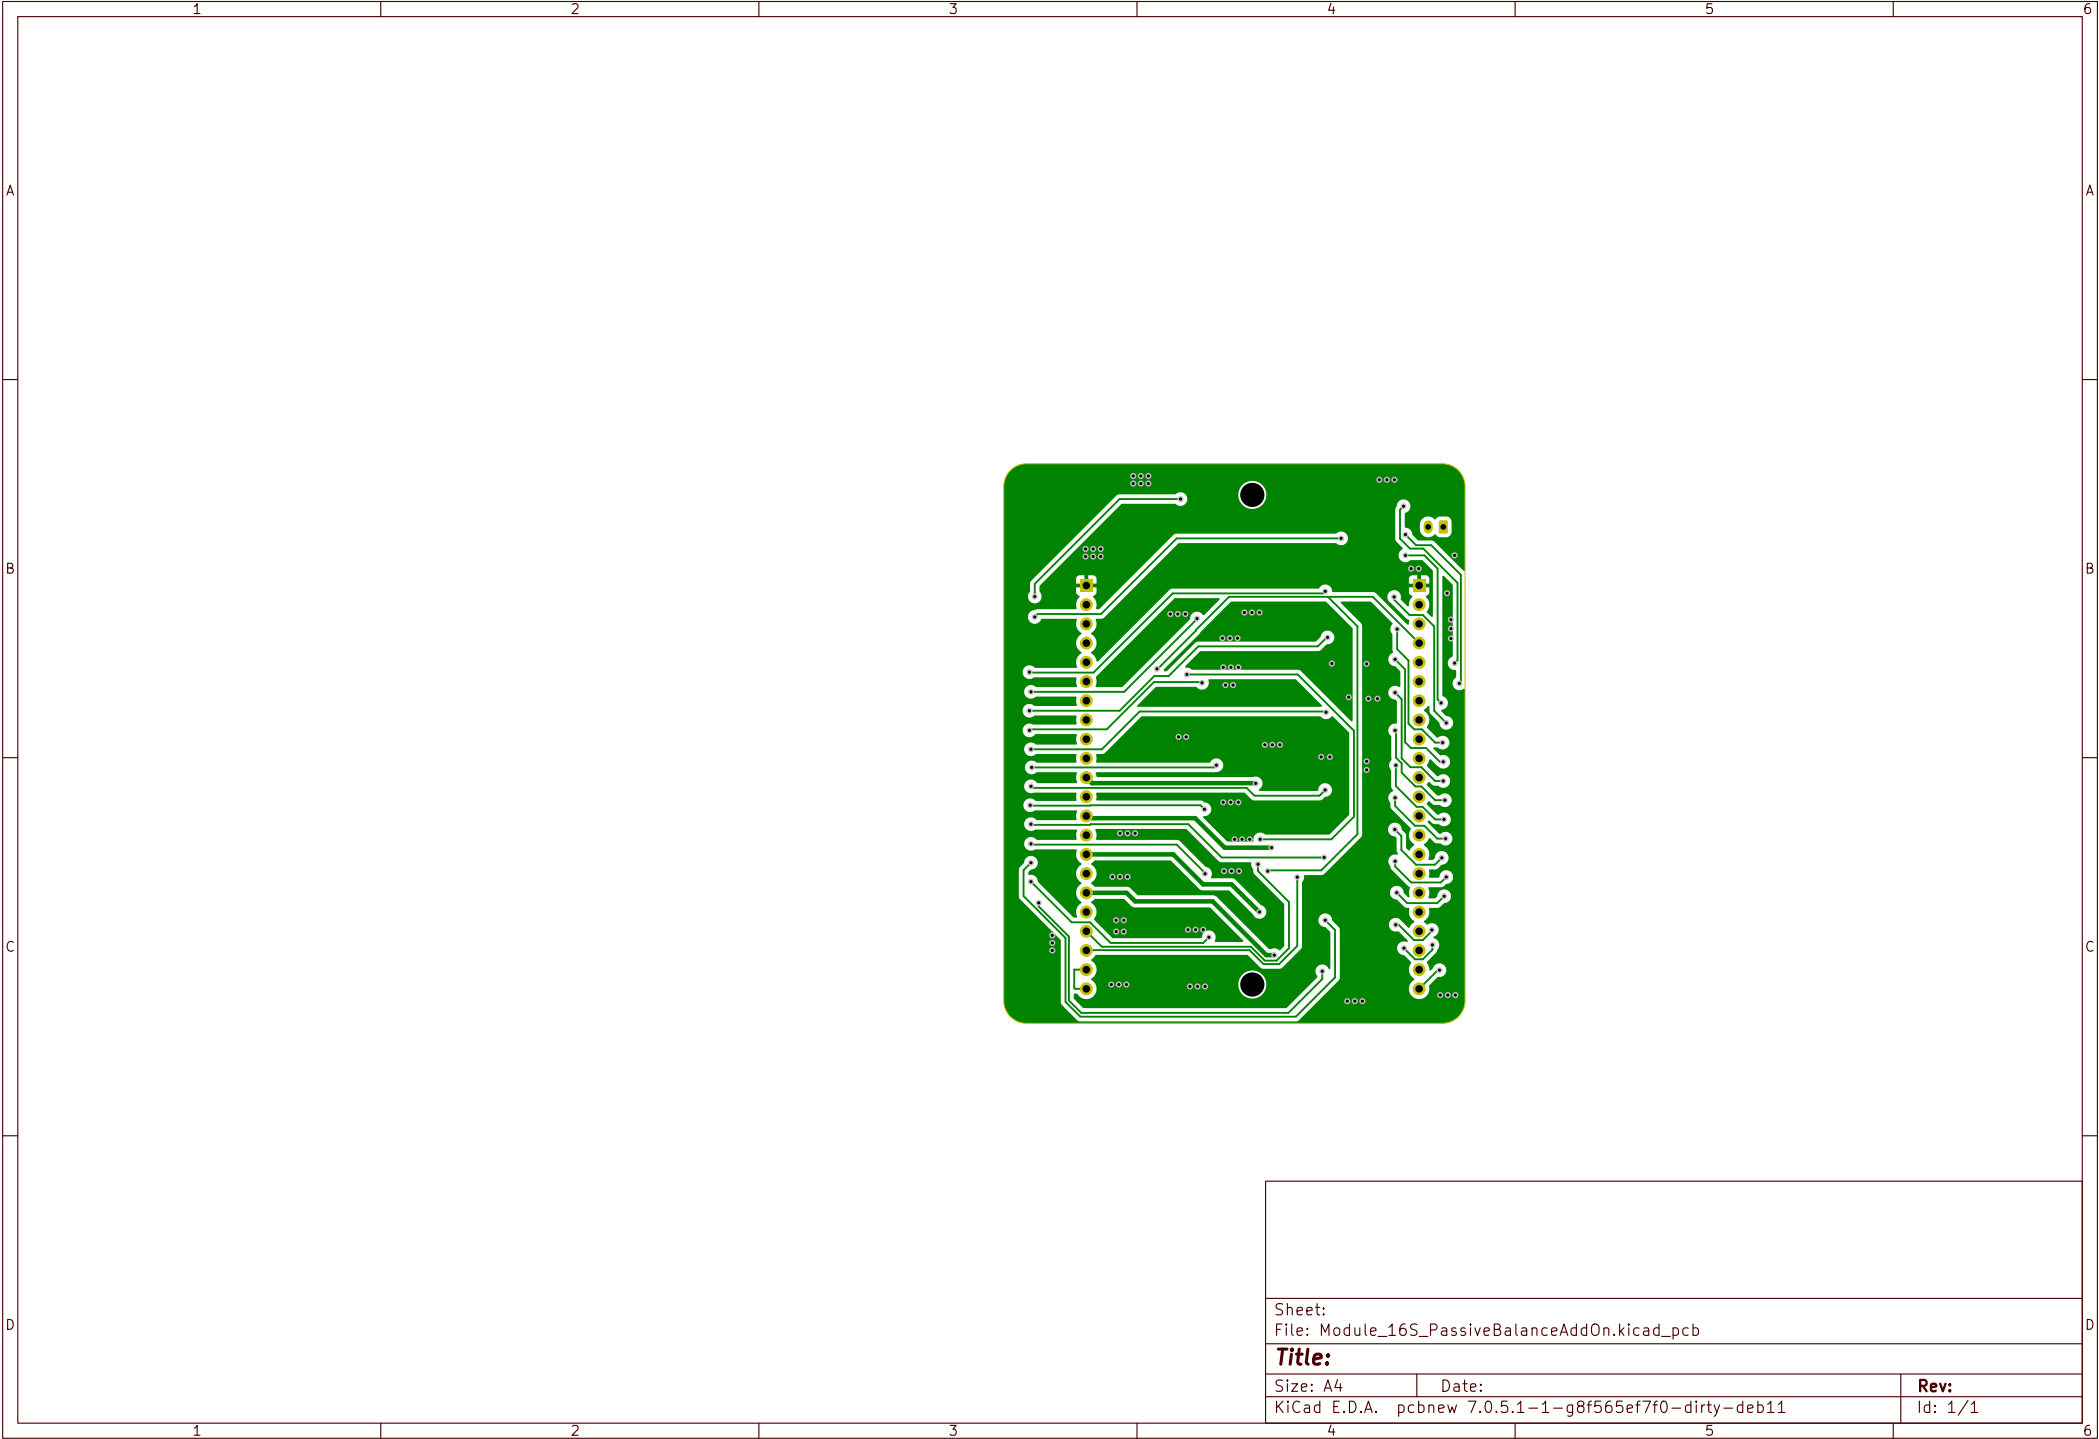 1 2 3 4 5 6
A A
B B
C C
D D
Sheet:
File: Module_16S_PassiveBalanceAddOn.kicad_pcb
Title:
Size: A4 Date: Rev:
KiCad E.D.A. pcbnew 7.0.5.1-1-g8f565ef7f0-dirty-deb11 Id: 1/1
1 2 3 4 5 6